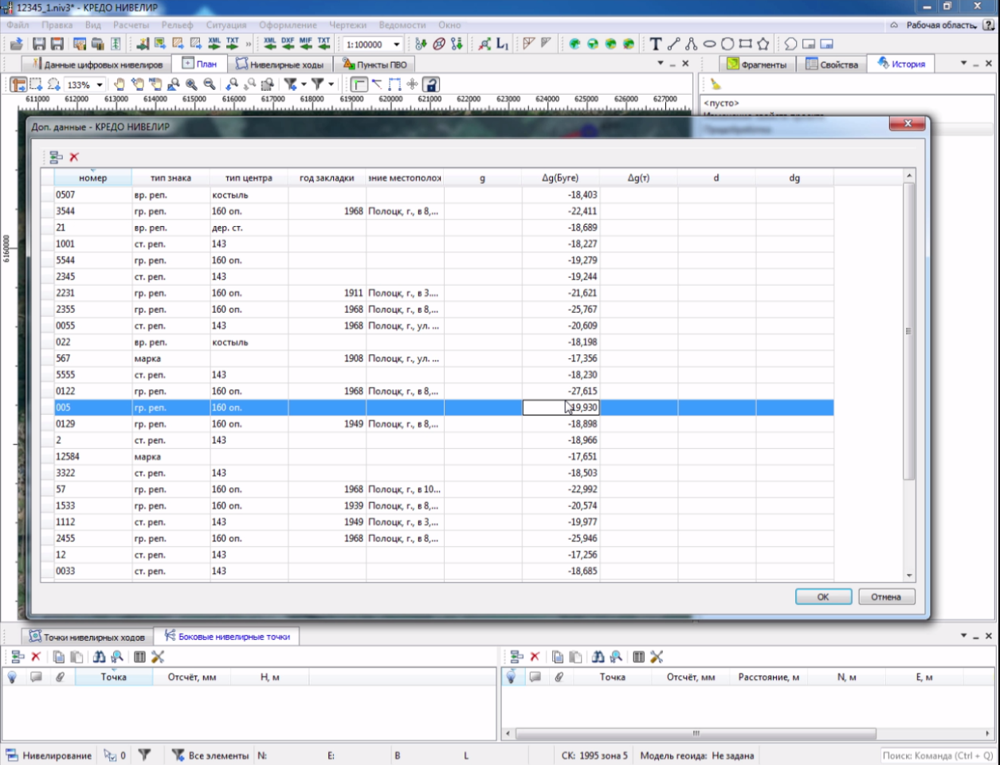 12345_1.niv3* - КРЕДО НИВЕЛИР
Файл Правка Вид Расчеты Рельеф Ситуация Оформление Чертежи Ведомости Окно Рабочая область
XML TXT » XML DXF MIF TXT 1:100000
Данные цифровых нивелиров План Нивелирные ходы Пункты ПВО Фрагменты Свойства История
133%
611000 612000 613000 614000 615000 616000 617000 618000 619000 620000 621000 622000 623000 624000 625000 626000 627000
<пусто>
6160000
Доп. данные - КРЕДО НИВЕЛИР
номер тип знака тип центра год закладки ание местополож g Δg(Буге) Δg(т) d dg
0507 вр. реп. костыль -18,403
3544 гр. реп. 160 оп. 1968 Полоцк, г., в 8,... -22,411
21 вр. реп. дер. ст. -18,689
1001 ст. реп. 143 -18,227
5544 гр. реп. 160 оп. -19,279
2345 ст. реп. 143 -19,244
2231 гр. реп. 160 оп. 1911 Полоцк, г., в 3.... -21,621
2355 гр. реп. 160 оп. 1968 Полоцк, г., в 8,... -25,767
0055 ст. реп. 143 1968 Полоцк, г., ул. ... -20,609
022 вр. реп. костыль -18,198
567 марка 1908 Полоцк, г., ул. ... -17,356
5555 ст. реп. 143 -18,230
0122 гр. реп. 160 оп. 1968 Полоцк, г., в 8,... -27,615
005 гр. реп. 160 оп. -19,930
0129 гр. реп. 160 оп. 1949 Полоцк, г., в 8,... -18,898
2 ст. реп. 143 -18,966
12584 марка -17,651
3322 ст. реп. 143 -18,503
57 гр. реп. 160 оп. 1968 Полоцк, г., в 10... -22,992
1533 гр. реп. 160 оп. 1939 Полоцк, г., в 8,... -20,574
1112 ст. реп. 143 1949 Полоцк, г., в 3,... -19,977
2455 гр. реп. 160 оп. 1968 Полоцк, г., в 8,... -25,946
12 ст. реп. 143 -17,256
0033 ст. реп. 143 -18,685
OK Отмена
Точки нивелирных ходов Боковые нивелирные точки
Точка Отсчёт, мм H, м Точка Отсчёт, мм Расстояние, м N, м E, м
Нивелирование 0 Все элементы N: E: B L СК: 1995 зона 5 Модель геоида: Не задана Поиск: Команда (Ctrl + Q)